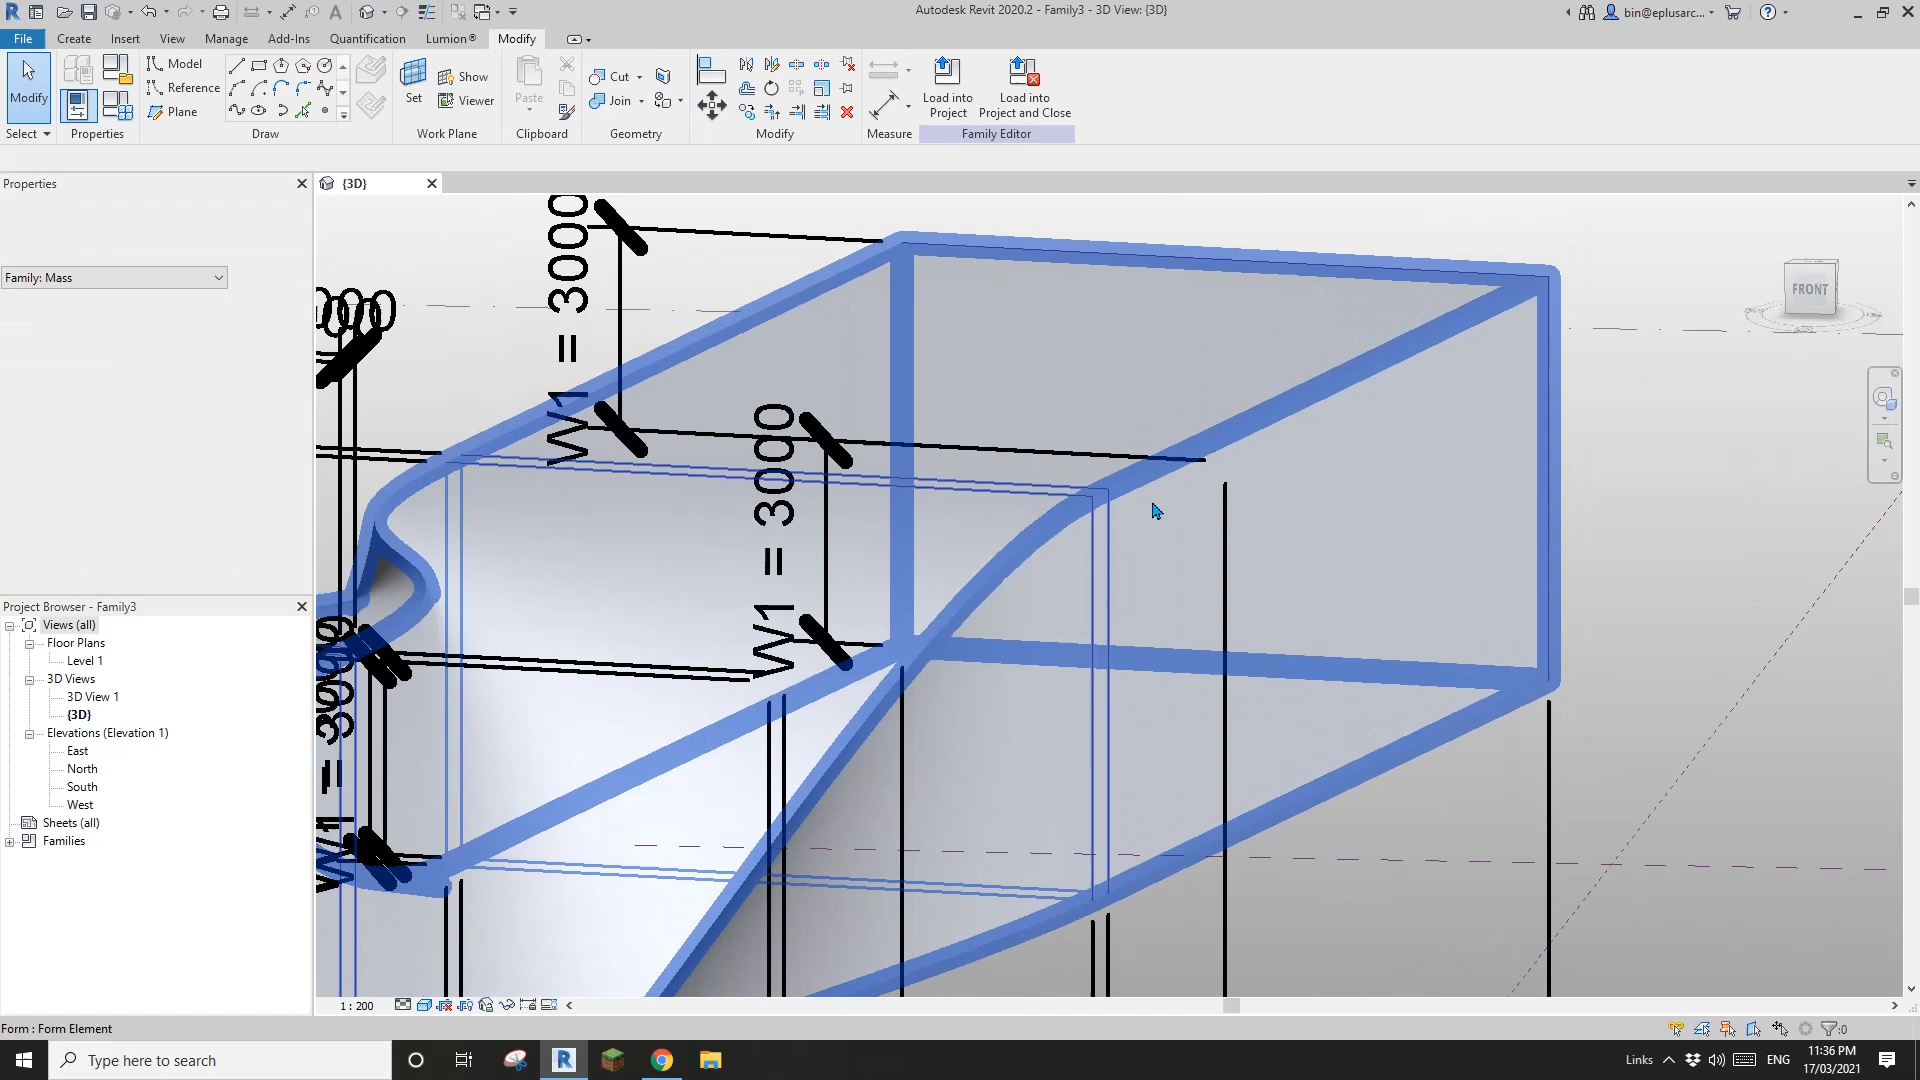 Autodesk Revit 2020.2 - Family3 - 3D View: {3D}
bin@eplusarc...
File
Create
Insert
View
Manage
Add-Ins
Quantification
Lumion®
Modify
Modify
Select
Properties
Model
Reference
Plane
Draw
Set
Show
Viewer
Work Plane
Paste
Clipboard
Cut
Join
Geometry
Modify
Measure
Load into
Project
Load into
Project and Close
Family Editor
Properties
{3D}
Family: Mass
W1 = 3000
W1 = 3000
FRONT
Project Browser - Family3
Views (all)
Floor Plans
Level 1
3D Views
3D View 1
{3D}
Elevations (Elevation 1)
East
North
South
West
Sheets (all)
Families
1 : 200
Form : Form Element
:0
Type here to search
Links
ENG
11:36 PM
17/03/2021